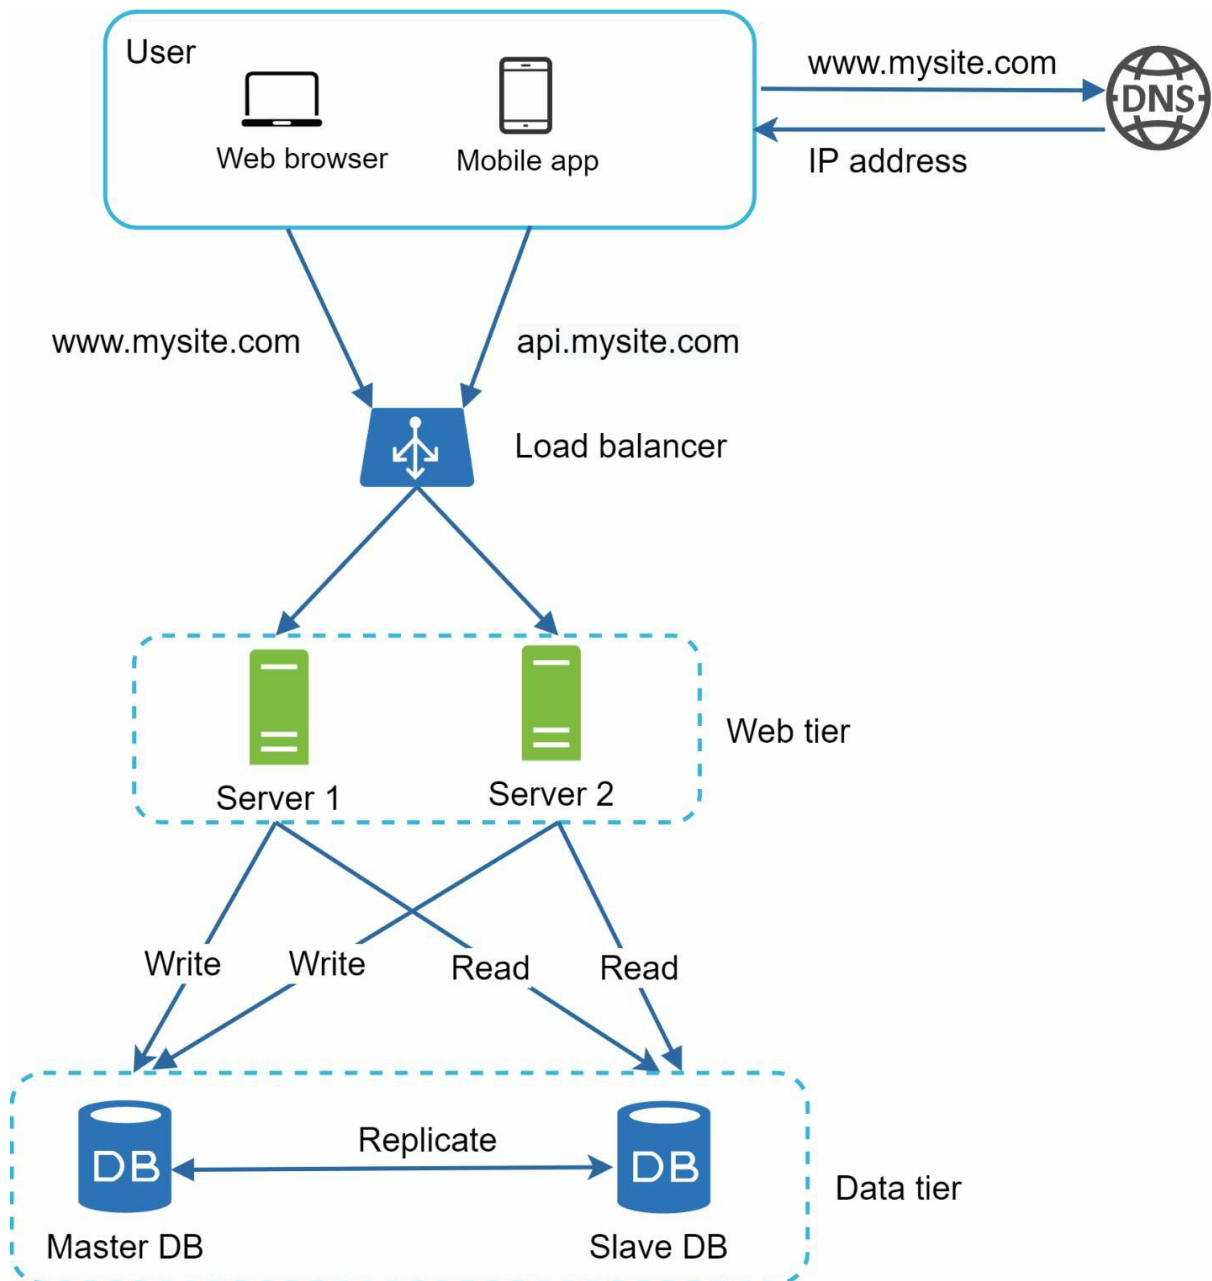 User
www.mysite.com
DNS
Web browser
Mobile app
IP address
www.mysite.com
api.mysite.com
Load balancer
Web tier
Server 1
Server 2
Write
Write
Read
Read
Replicate
DB
DB
Data tier
Master DB
Slave DB